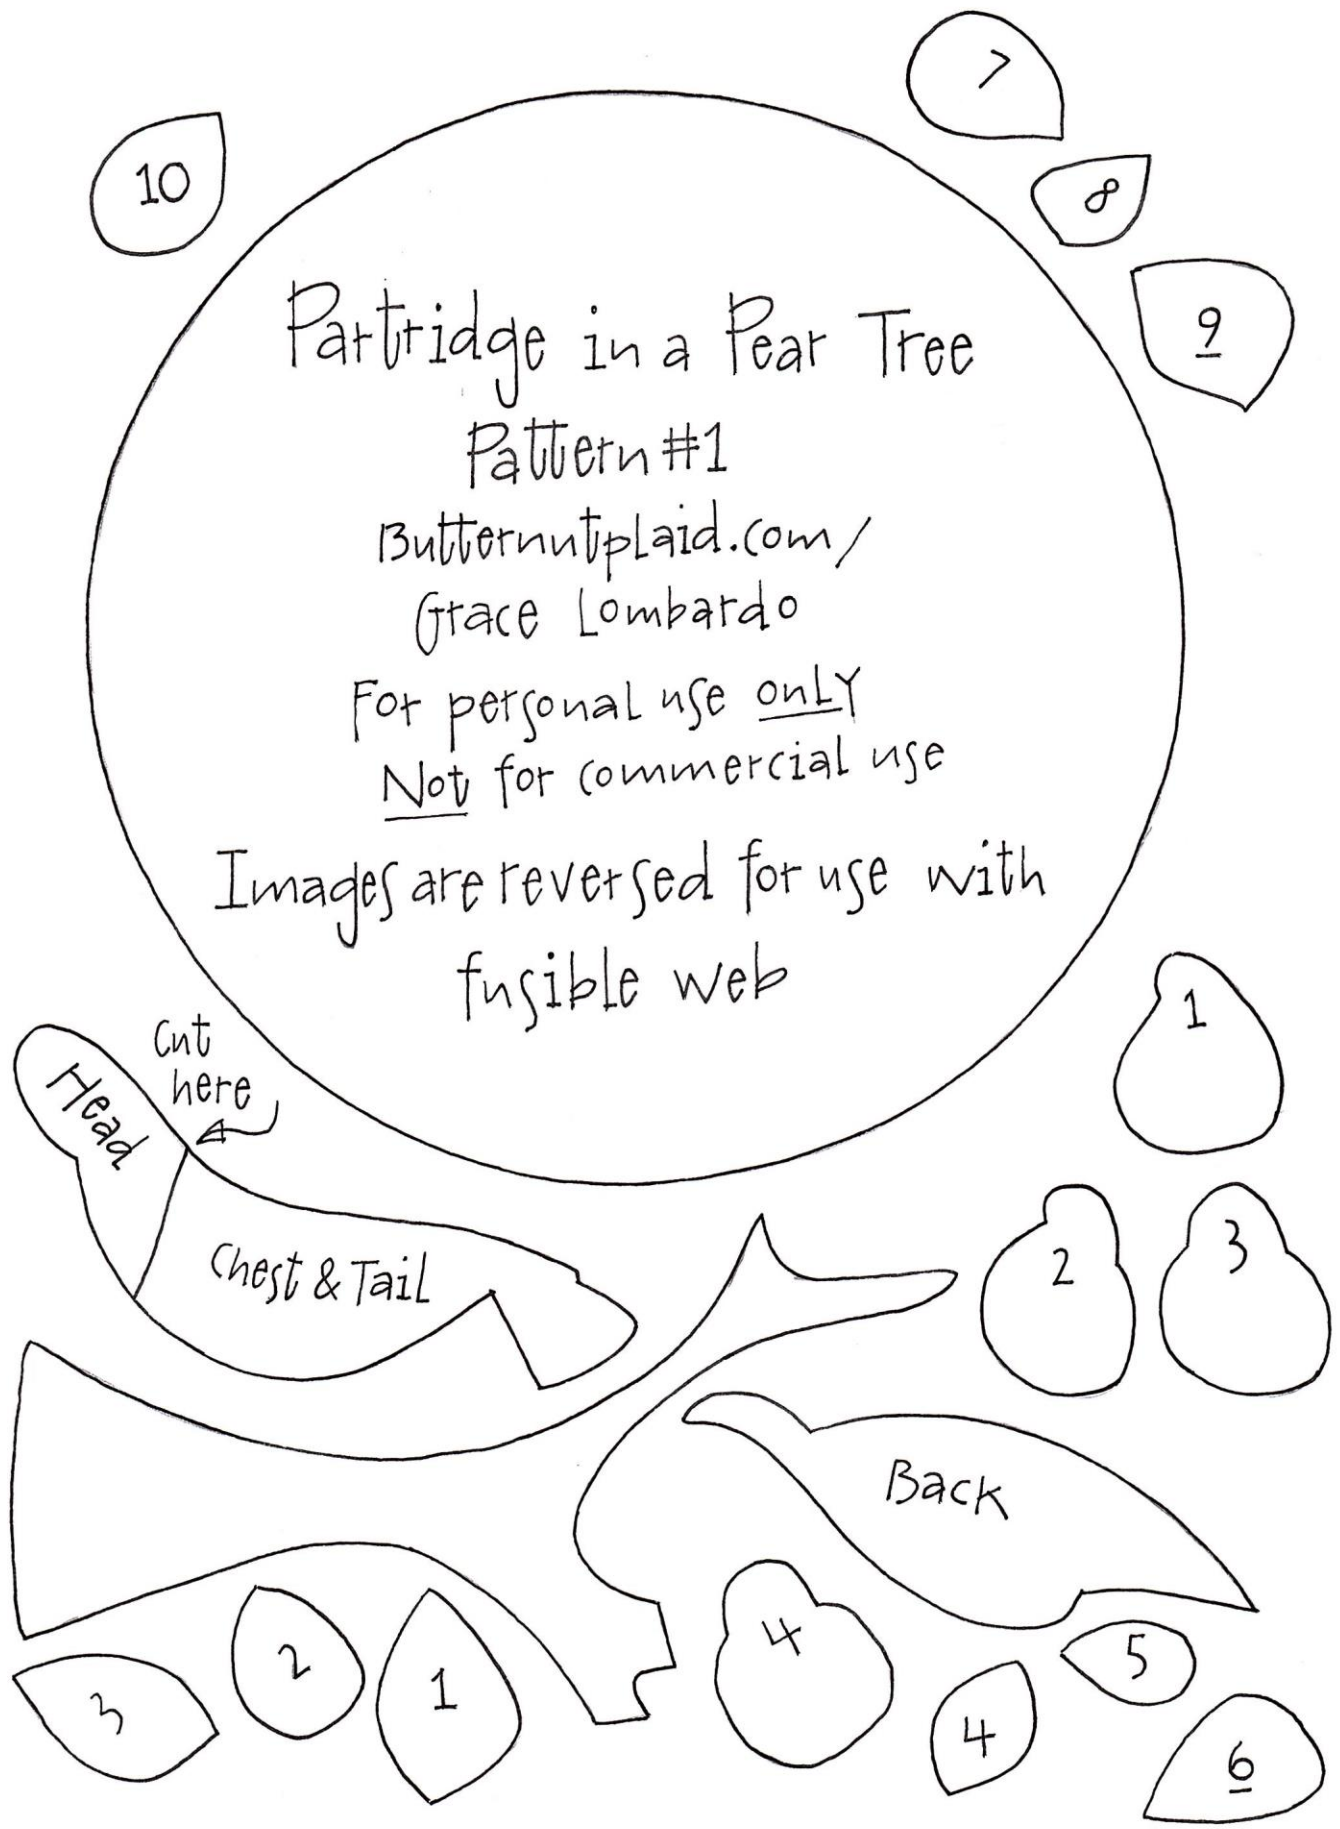 7
10
8
9
Partridge in a Pear Tree
Pattern #1
Butternutplaid.com/
Grace Lombardo
For personal use only
Not for commercial use
Images are reversed for use with
fusible web
1
Cut
here
Head
2
3
Chest & Tail
Back
4
5
2
1
3
4
6